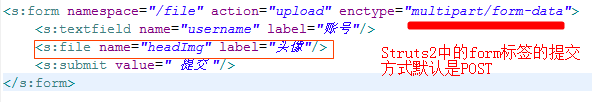 <s:form namespace="/file" action="upload" enctype="multipart/form-data">
<s:textfield name="username" label="账号"/>
<s:file name="headImg" label="头像"/>
<s:submit value=" 提交 "/>
</s:form>
Struts2中的form标签的提交
方式默认是POST